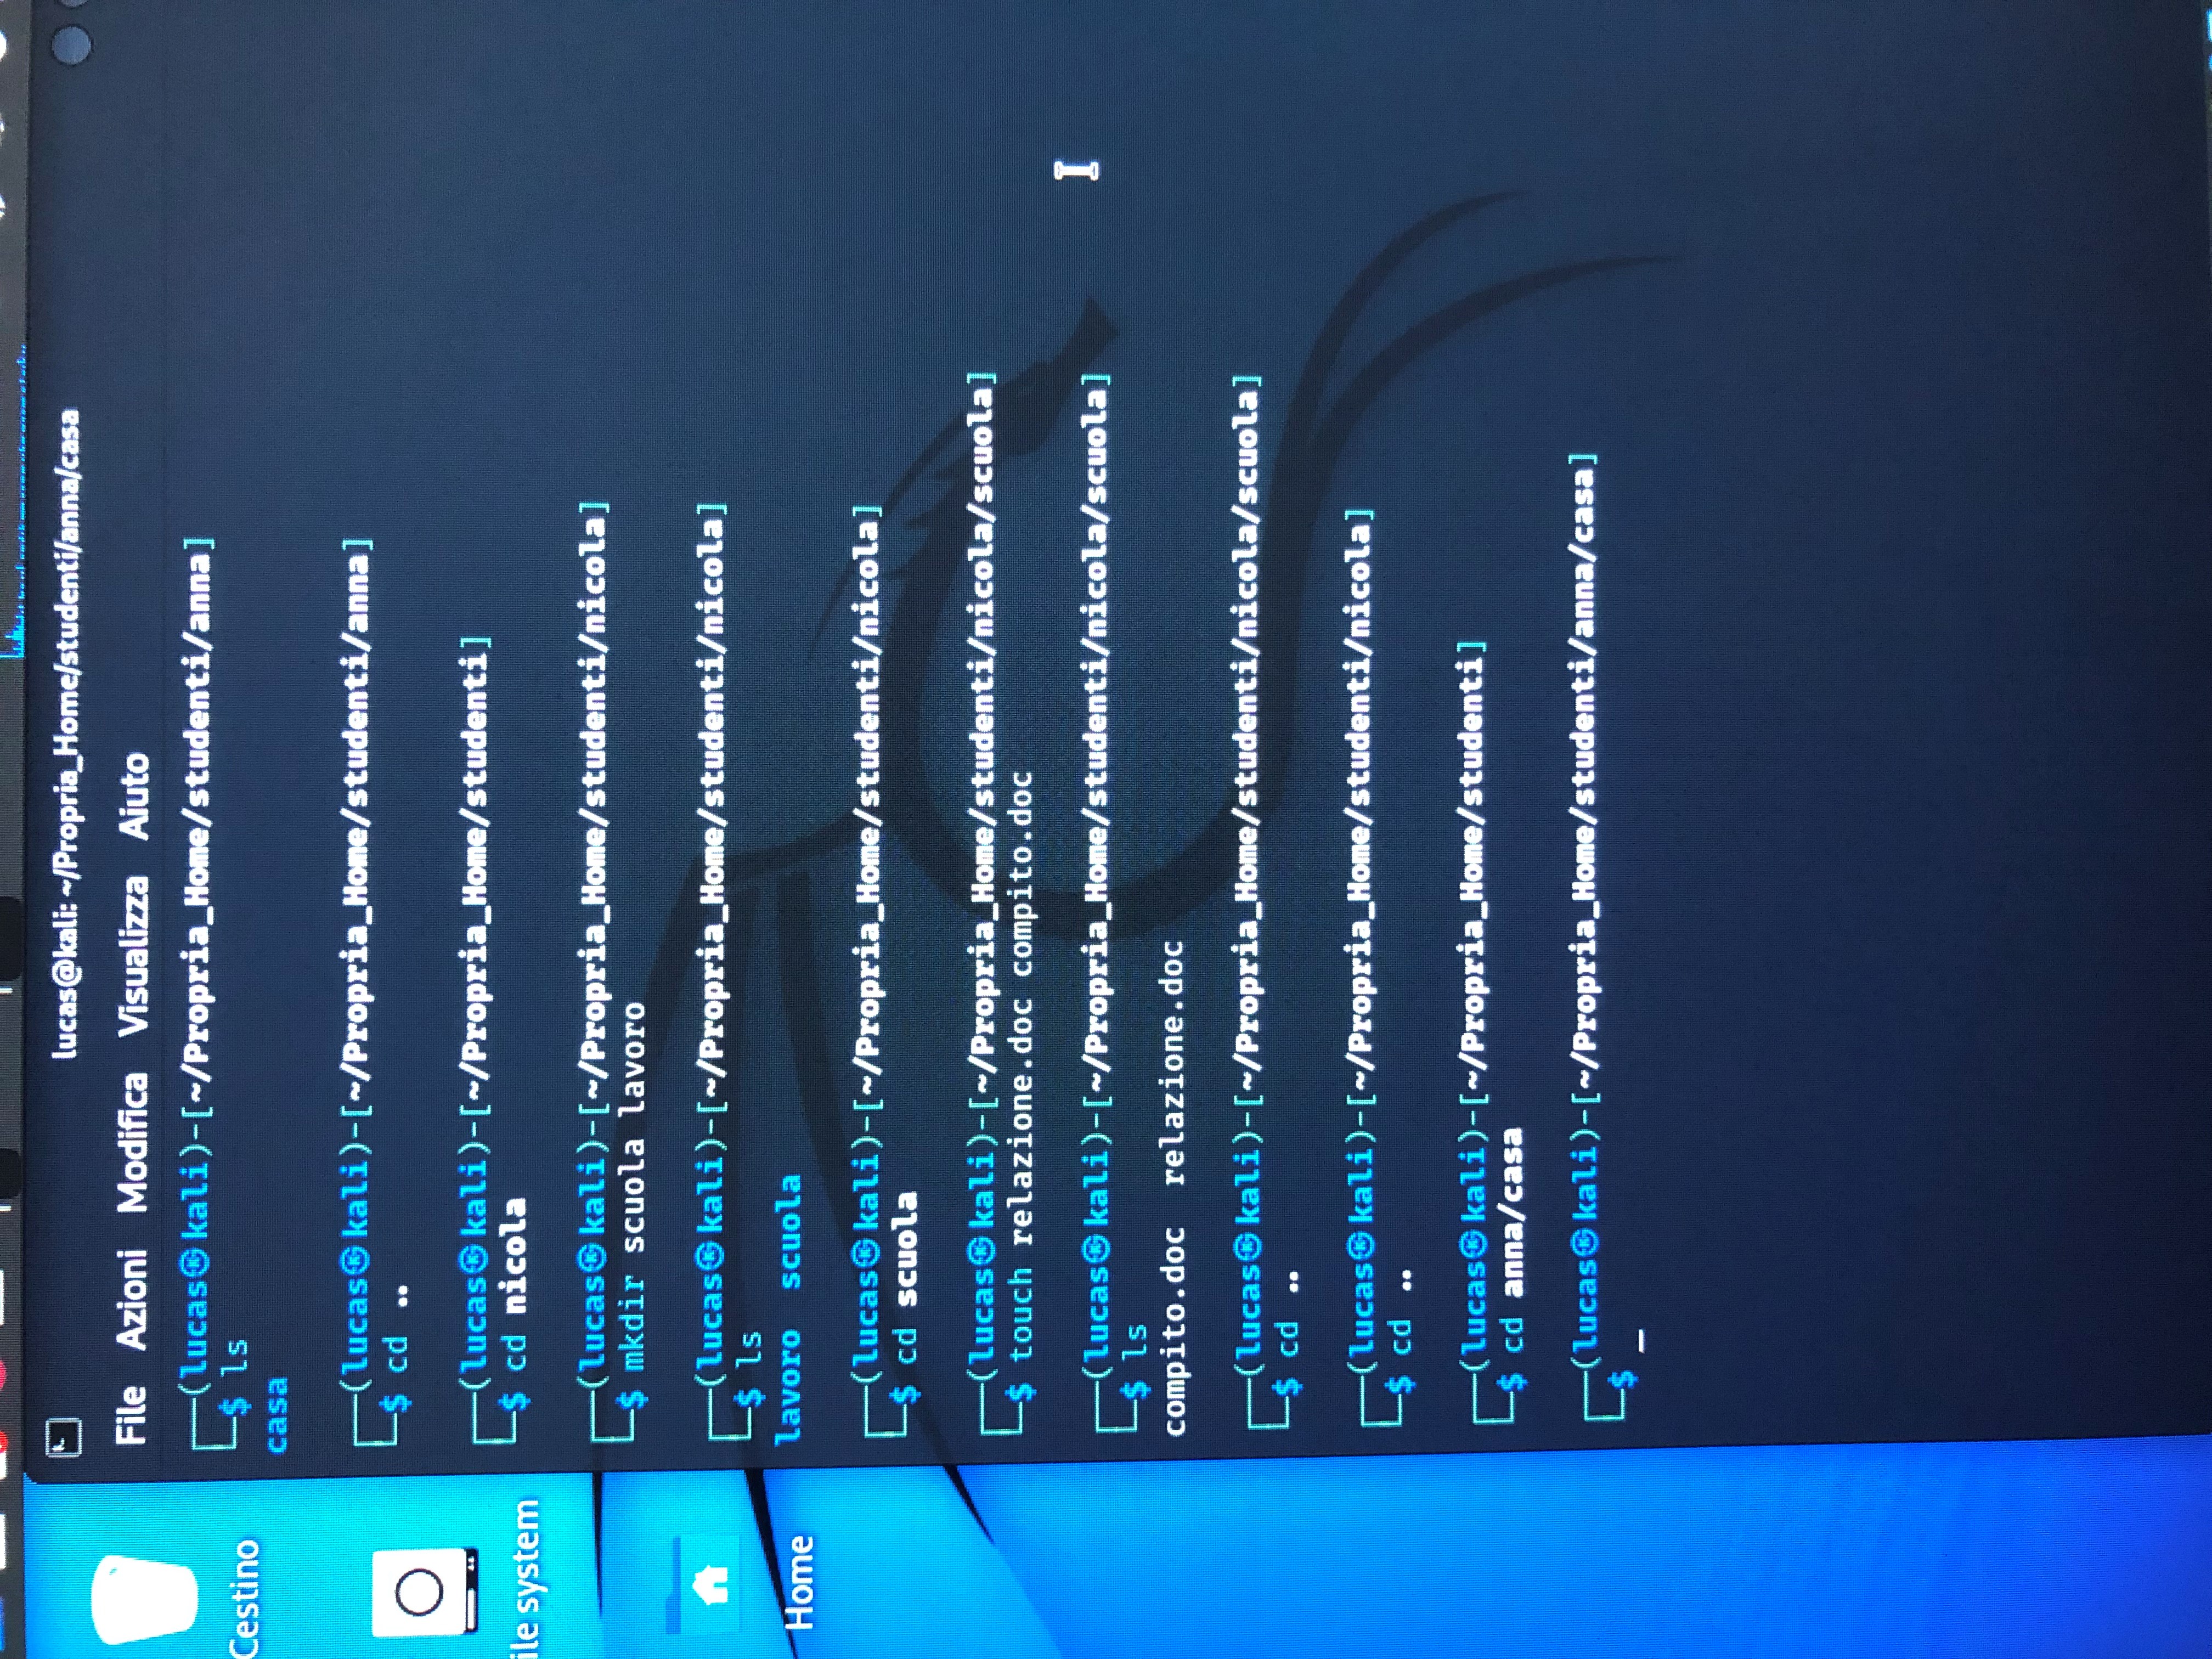 lucas@kali: ~/Propria_Home/studenti/anna/casa
File Azioni Modifica Visualizza Aiuto
Cestino
ile system
Home
┌──(lucas㉿kali)-[~/Propria_Home/studenti/anna]
└─$ ls
casa
┌──(lucas㉿kali)-[~/Propria_Home/studenti/anna]
└─$ cd ..
┌──(lucas㉿kali)-[~/Propria_Home/studenti]
└─$ cd nicola
┌──(lucas㉿kali)-[~/Propria_Home/studenti/nicola]
└─$ mkdir scuola lavoro
┌──(lucas㉿kali)-[~/Propria_Home/studenti/nicola]
└─$ ls
lavoro scuola
┌──(lucas㉿kali)-[~/Propria_Home/studenti/nicola]
└─$ cd scuola
┌──(lucas㉿kali)-[~/Propria_Home/studenti/nicola/scuola]
└─$ touch relazione.doc compito.doc
┌──(lucas㉿kali)-[~/Propria_Home/studenti/nicola/scuola]
└─$ ls
compito.doc relazione.doc
┌──(lucas㉿kali)-[~/Propria_Home/studenti/nicola/scuola]
└─$ cd ..
┌──(lucas㉿kali)-[~/Propria_Home/studenti/nicola]
└─$ cd ..
┌──(lucas㉿kali)-[~/Propria_Home/studenti]
└─$ cd anna/casa
┌──(lucas㉿kali)-[~/Propria_Home/studenti/anna/casa]
└─$ _